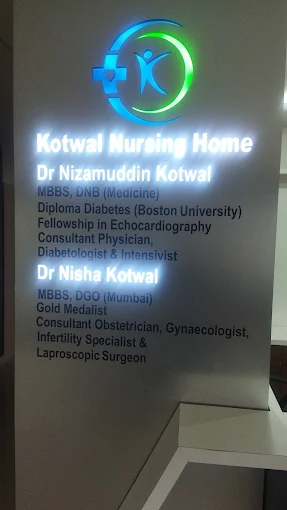 Kotwal Nursing Home
Dr Nizamuddin Kotwal
MBBS, DNB (Medicine)
Diploma Diabetes (Boston University)
Fellowship in Echocardiography
Consultant Physician,
Diabetologist & Intensivist
Dr Nisha Kotwal
MBBS, DGO (Mumbai)
Gold Medalist
Consultant Obstetrician, Gynaecologist,
Infertility Specialist &
Laproscopic Surgeon